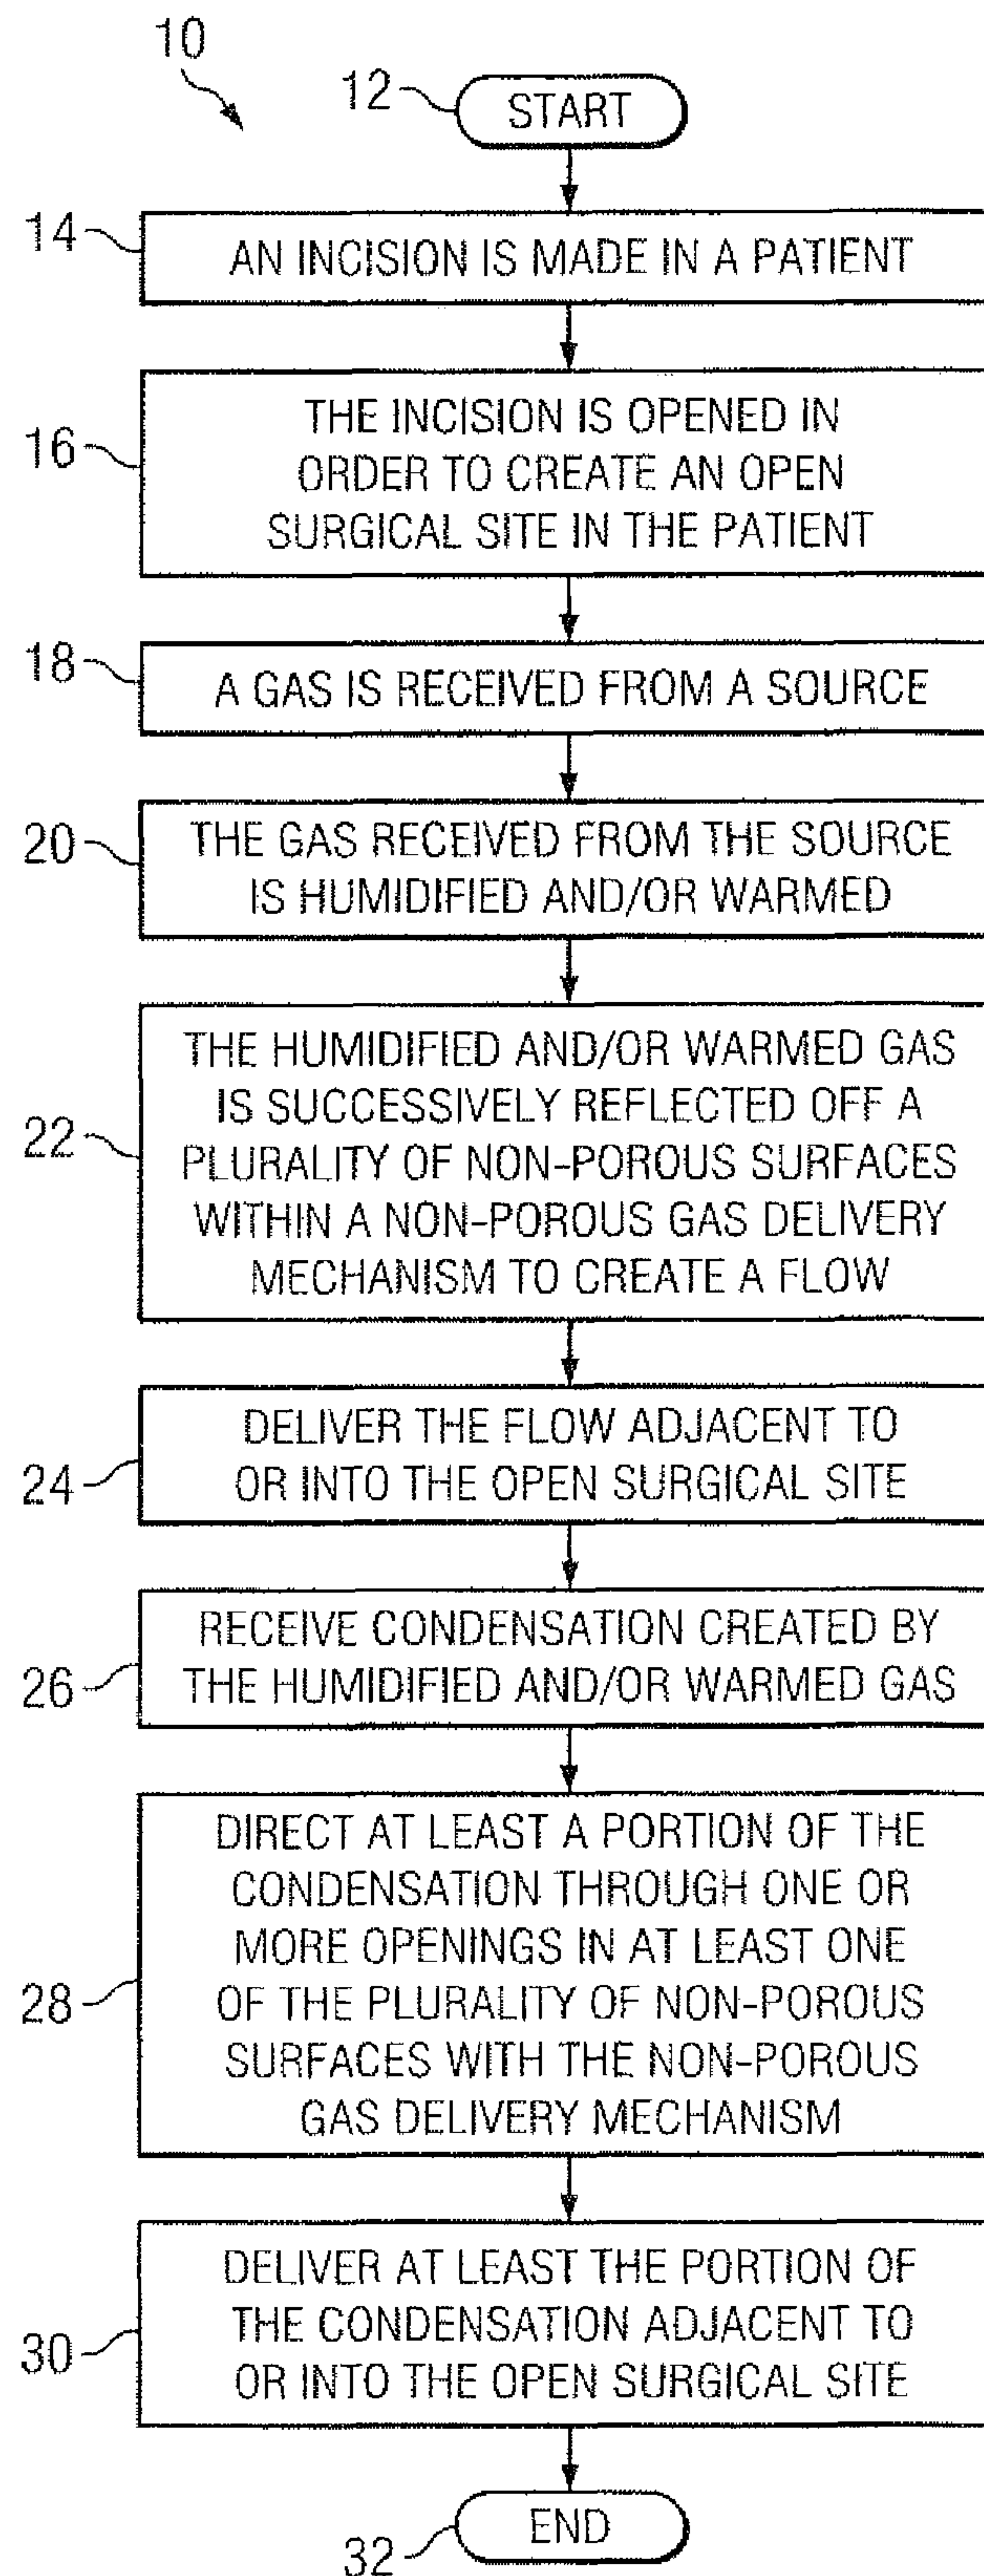 10
12
START
14
AN INCISION IS MADE IN A PATIENT
16
THE INCISION IS OPENED IN
ORDER TO CREATE AN OPEN
SURGICAL SITE IN THE PATIENT
18
A GAS IS RECEIVED FROM A SOURCE
20
THE GAS RECEIVED FROM THE SOURCE
IS HUMIDIFIED AND/OR WARMED
22
THE HUMIDIFIED AND/OR WARMED GAS
IS SUCCESSIVELY REFLECTED OFF A
PLURALITY OF NON-POROUS SURFACES
WITHIN A NON-POROUS GAS DELIVERY
MECHANISM TO CREATE A FLOW
24
DELIVER THE FLOW ADJACENT TO
OR INTO THE OPEN SURGICAL SITE
26
RECEIVE CONDENSATION CREATED BY
THE HUMIDIFIED AND/OR WARMED GAS
28
DIRECT AT LEAST A PORTION OF THE
CONDENSATION THROUGH ONE OR
MORE OPENINGS IN AT LEAST ONE
OF THE PLURALITY OF NON-POROUS
SURFACES WITH THE NON-POROUS
GAS DELIVERY MECHANISM
30
DELIVER AT LEAST THE PORTION OF
THE CONDENSATION ADJACENT TO
OR INTO THE OPEN SURGICAL SITE
32
END